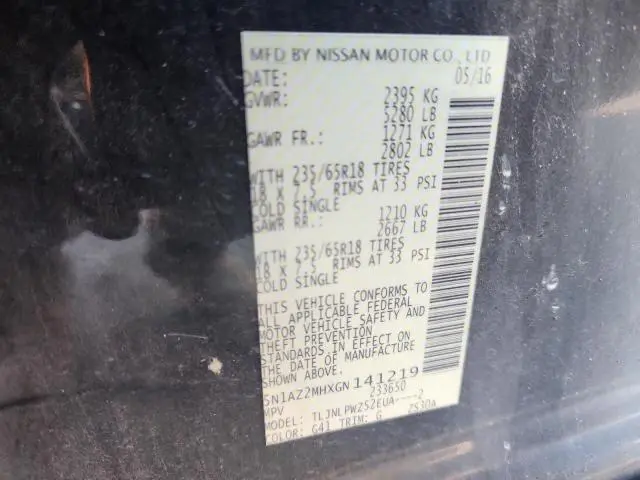 MFD BY NISSAN MOTOR CO., LTD
DATE: 05/16
GVWR: 2395 KG
5280 LB
GAWR FR.: 1271 KG
2802 LB
WITH 235/65R18 TIRES
18 X 7.5 RIMS AT 33 PSI
COLD SINGLE
GAWR RR.: 1210 KG
2667 LB
WITH 235/65R18 TIRES
18 X 7.5 RIMS AT 33 PSI
COLD SINGLE
THIS VEHICLE CONFORMS TO
ALL APPLICABLE FEDERAL
MOTOR VEHICLE SAFETY AND
THEFT PREVENTION
STANDARDS IN EFFECT ON
THE DATE OF MANUFACTURE
SHOWN ABOVE.
5N1AZ2MHXGN141219
MPV 233650
MODEL: TLJNLPWZ52EUA----2
COLOR: G41 TRIM: G ZS30a